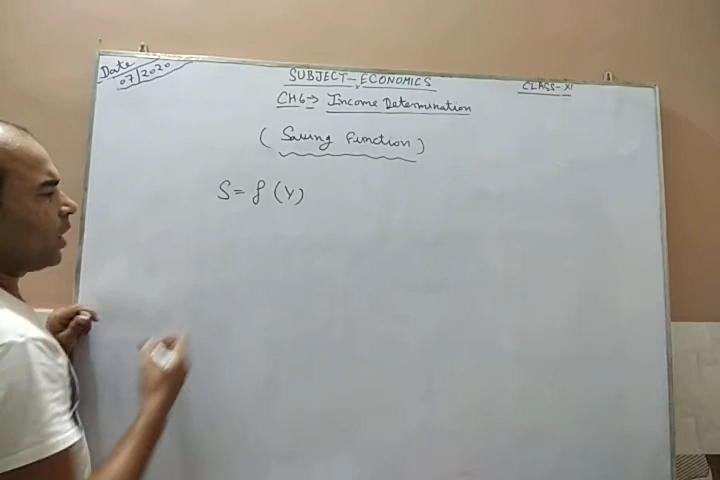 Date
07/2020
SUBJECT-ECONOMICS
CLASS-XI
CH6-> Income Determination
(Saving Function)
S = f (Y)